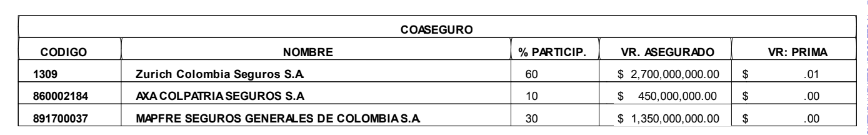 COASEGURO
CODIGO NOMBRE % PARTICIP. VR. ASEGURADO VR: PRIMA
1309 Zurich Colombia Seguros S.A. 60 $ 2,700,000,000.00 $ .01
860002184 AXA COLPATRIA SEGUROS S.A. 10 $ 450,000,000.00 $ .00
891700037 MAPFRE SEGUROS GENERALES DE COLOMBIA S.A. 30 $ 1,350,000,000.00 $ .00